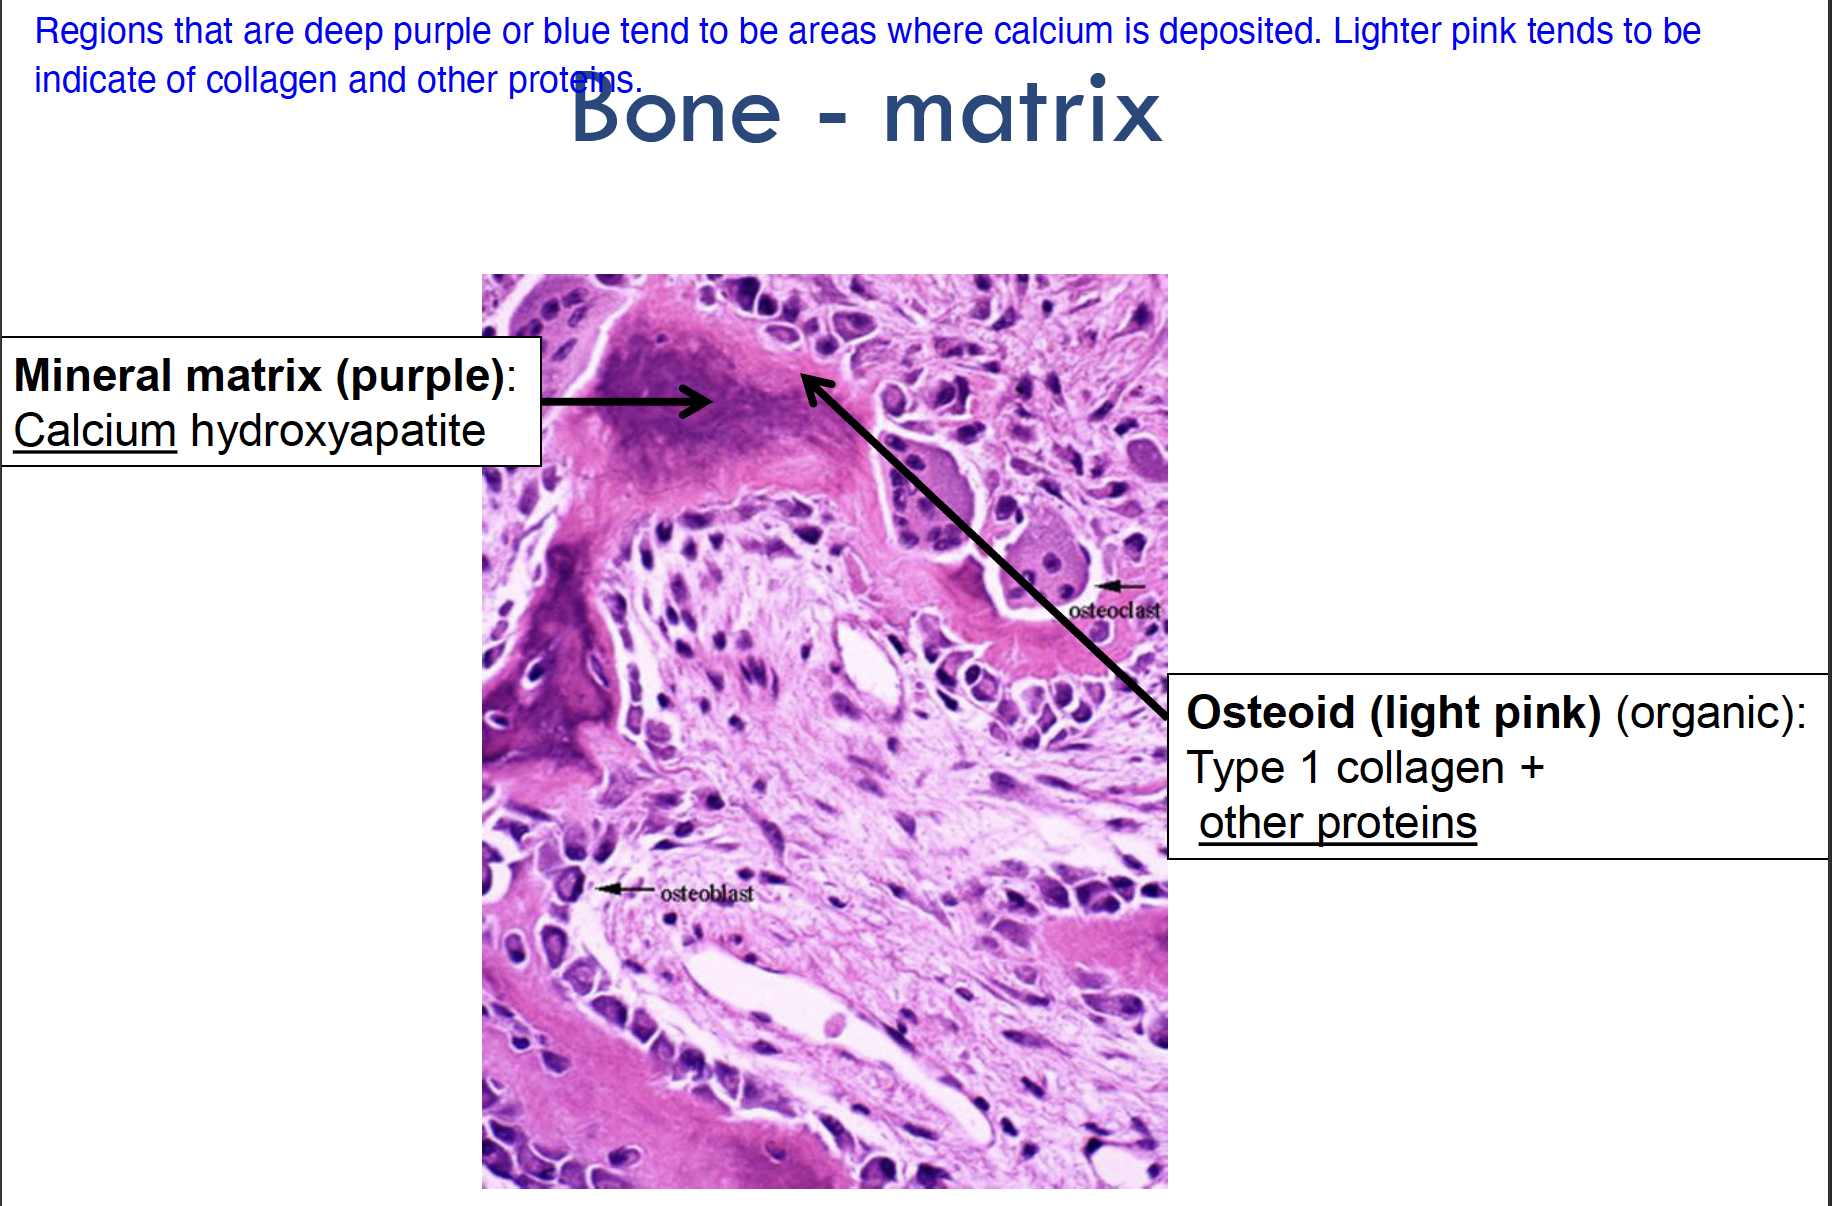 Regions that are deep purple or blue tend to be areas where calcium is deposited. Lighter pink tends to be
indicate of collagen and other proteins.
Bone - matrix
Mineral matrix (purple):
Calcium hydroxyapatite
osteoclast
Osteoid (light pink) (organic):
Type 1 collagen +
other proteins
osteoblast